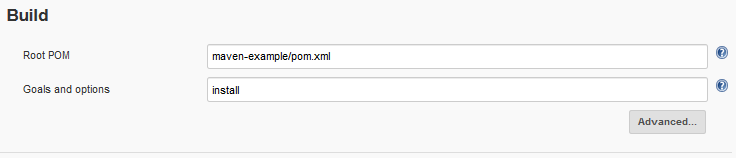 Build
Root POM maven-example/pom.xml
Goals and options install
Advanced...